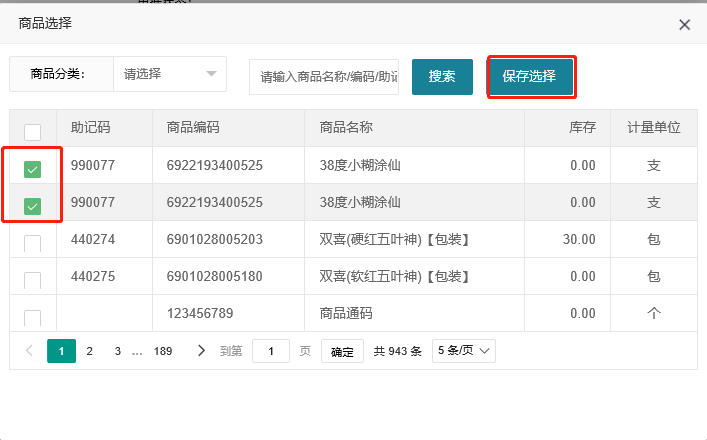 商品选择
商品分类： 请选择 请输入商品名称/编码/助记 搜索 保存选择
助记码 商品编码 商品名称 库存 计量单位
990077 6922193400525 38度小糊涂仙 0.00 支
990077 6922193400525 38度小糊涂仙 0.00 支
440274 6901028005203 双喜(硬红五叶神)【包装】 30.00 包
440275 6901028005180 双喜(软红五叶神)【包装】 0.00 包
123456789 商品通码 0.00 个
1 2 3 … 189 到第 1 页 确定 共 943 条 5 条/页